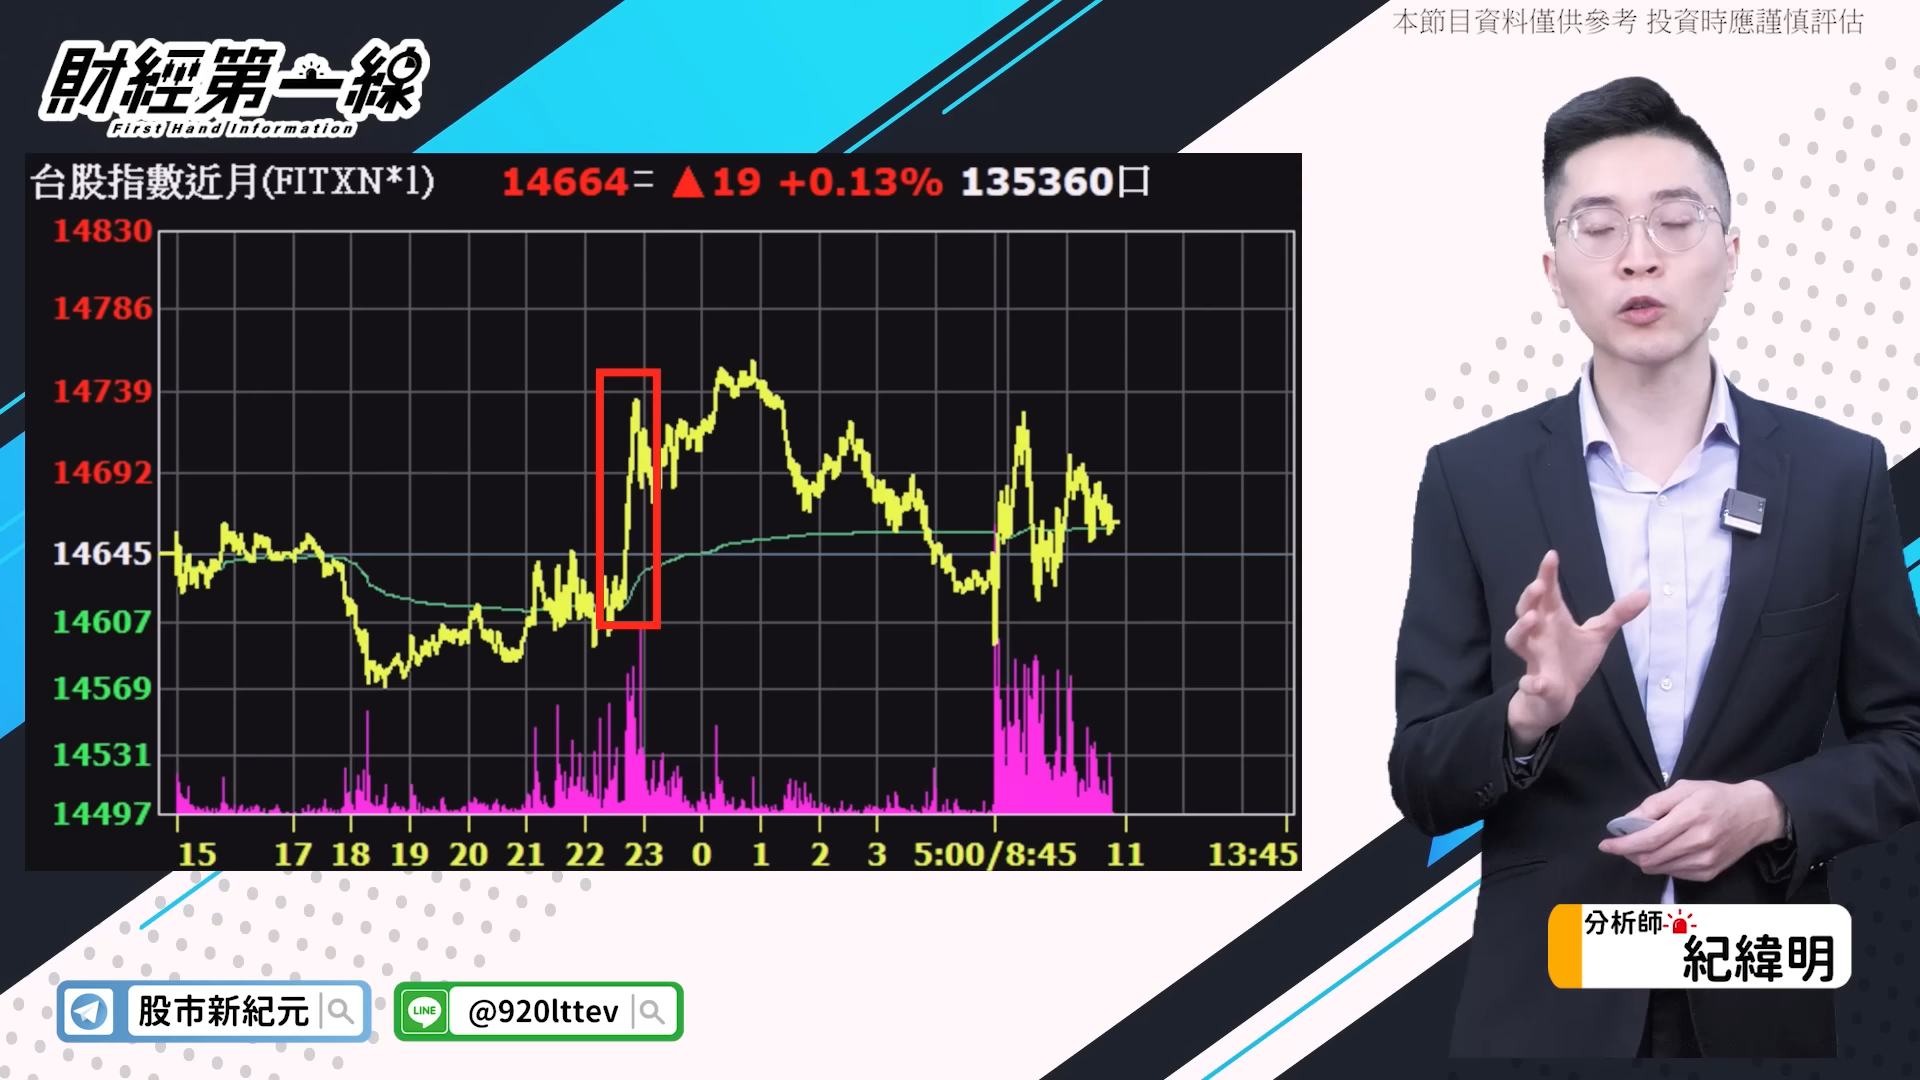 本節目資料僅供參考 投資時應謹慎評估
財經第一線
First Hand Information
台股指數近月(FITXN*1) 14664= ▲19 +0.13% 135360口
14830
14786
14739
14692
14645
14607
14569
14531
14497
15 17 18 19 20 21 22 23 0 1 2 3 5:00/8:45 11 13:45
分析師
紀緯明
股市新紀元
LINE @920lttev